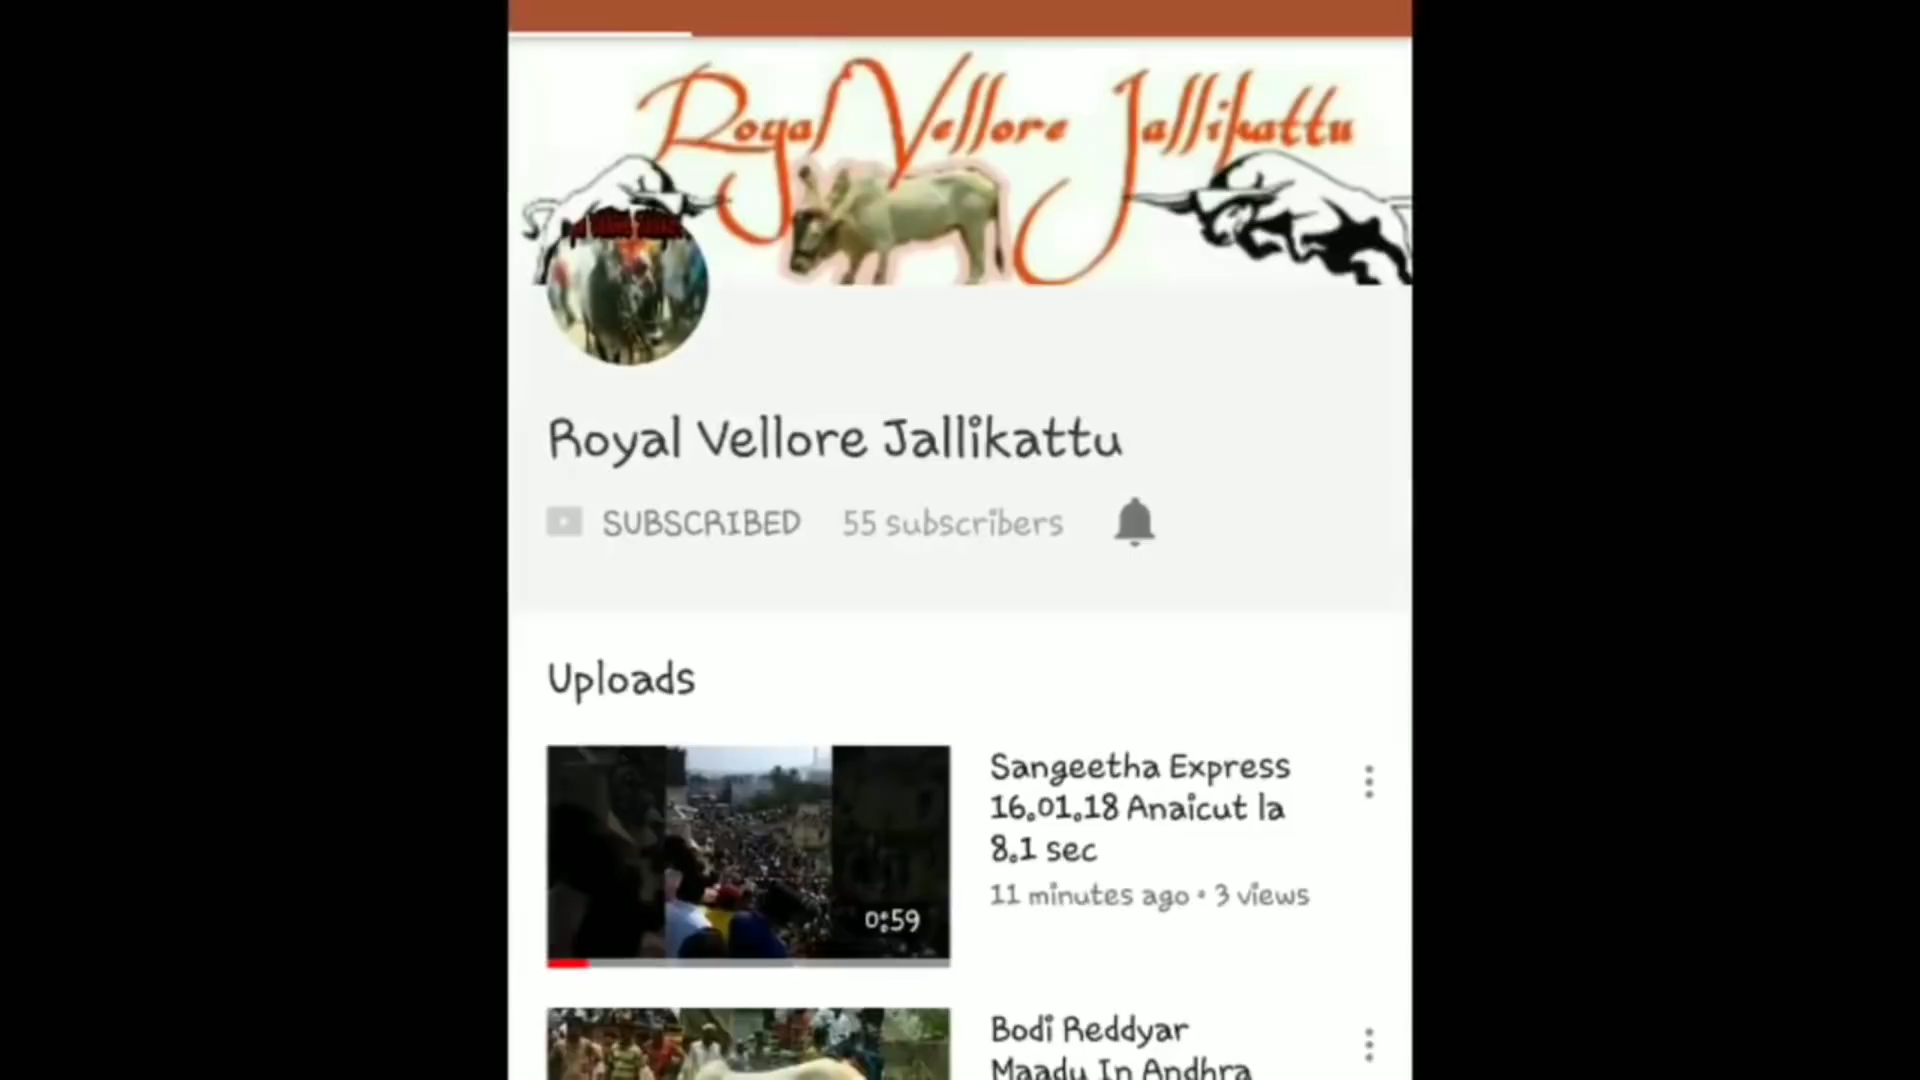 Royal Vellore Jallikattu
Royal Vellore Jallikattu
SUBSCRIBED 55 subscribers
Uploads
Sangeetha Express
16.01.18 Anaicut la
8.1 sec
11 minutes ago • 3 views
0:59
Bodi Reddyar
Maadu In Andhra